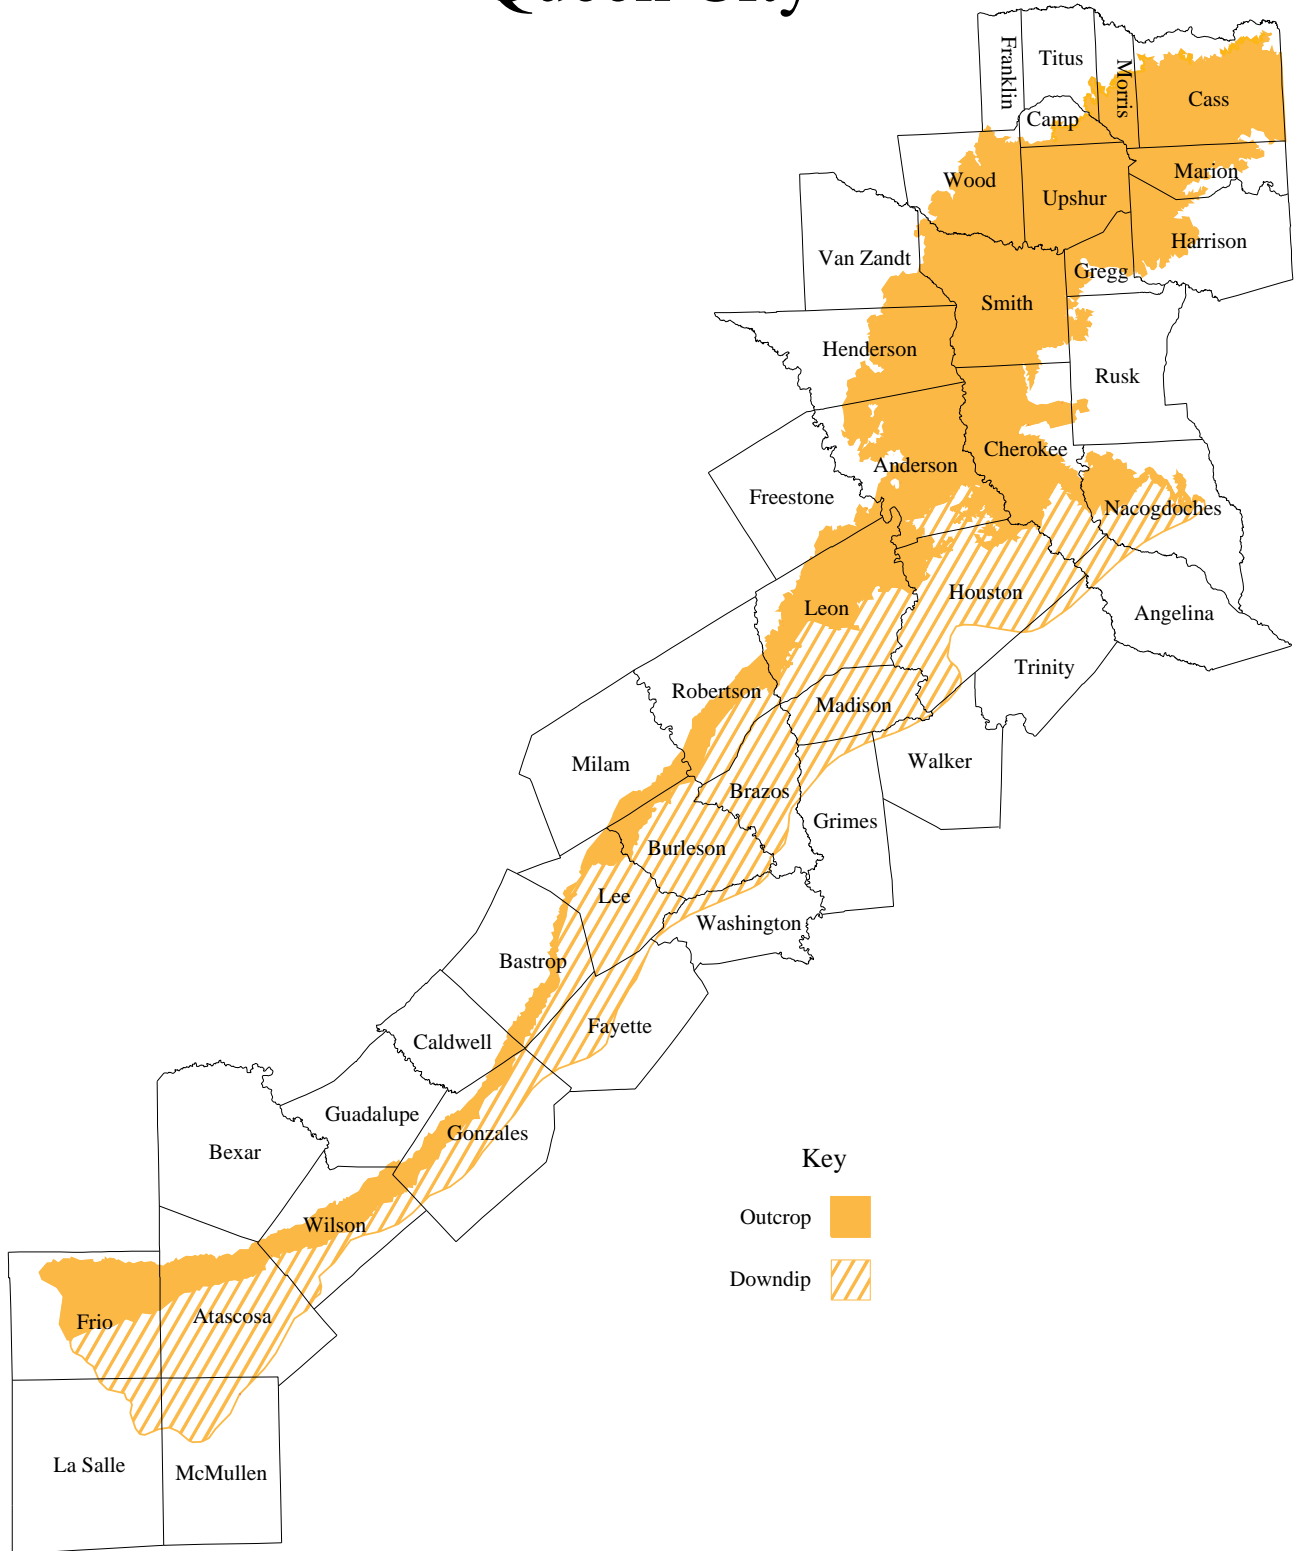 Queen City
Franklin
Titus
Morris
Cass
Camp
Wood
Upshur
Marion
Harrison
Van Zandt
Gregg
Smith
Henderson
Rusk
Cherokee
Anderson
Freestone
Nacogdoches
Houston
Leon
Angelina
Trinity
Robertson
Madison
Milam
Walker
Brazos
Grimes
Burleson
Lee
Washington
Bastrop
Fayette
Caldwell
Guadalupe
Gonzales
Bexar
Wilson
Frio
Atascosa
La Salle
McMullen
Key
Outcrop
Downdip